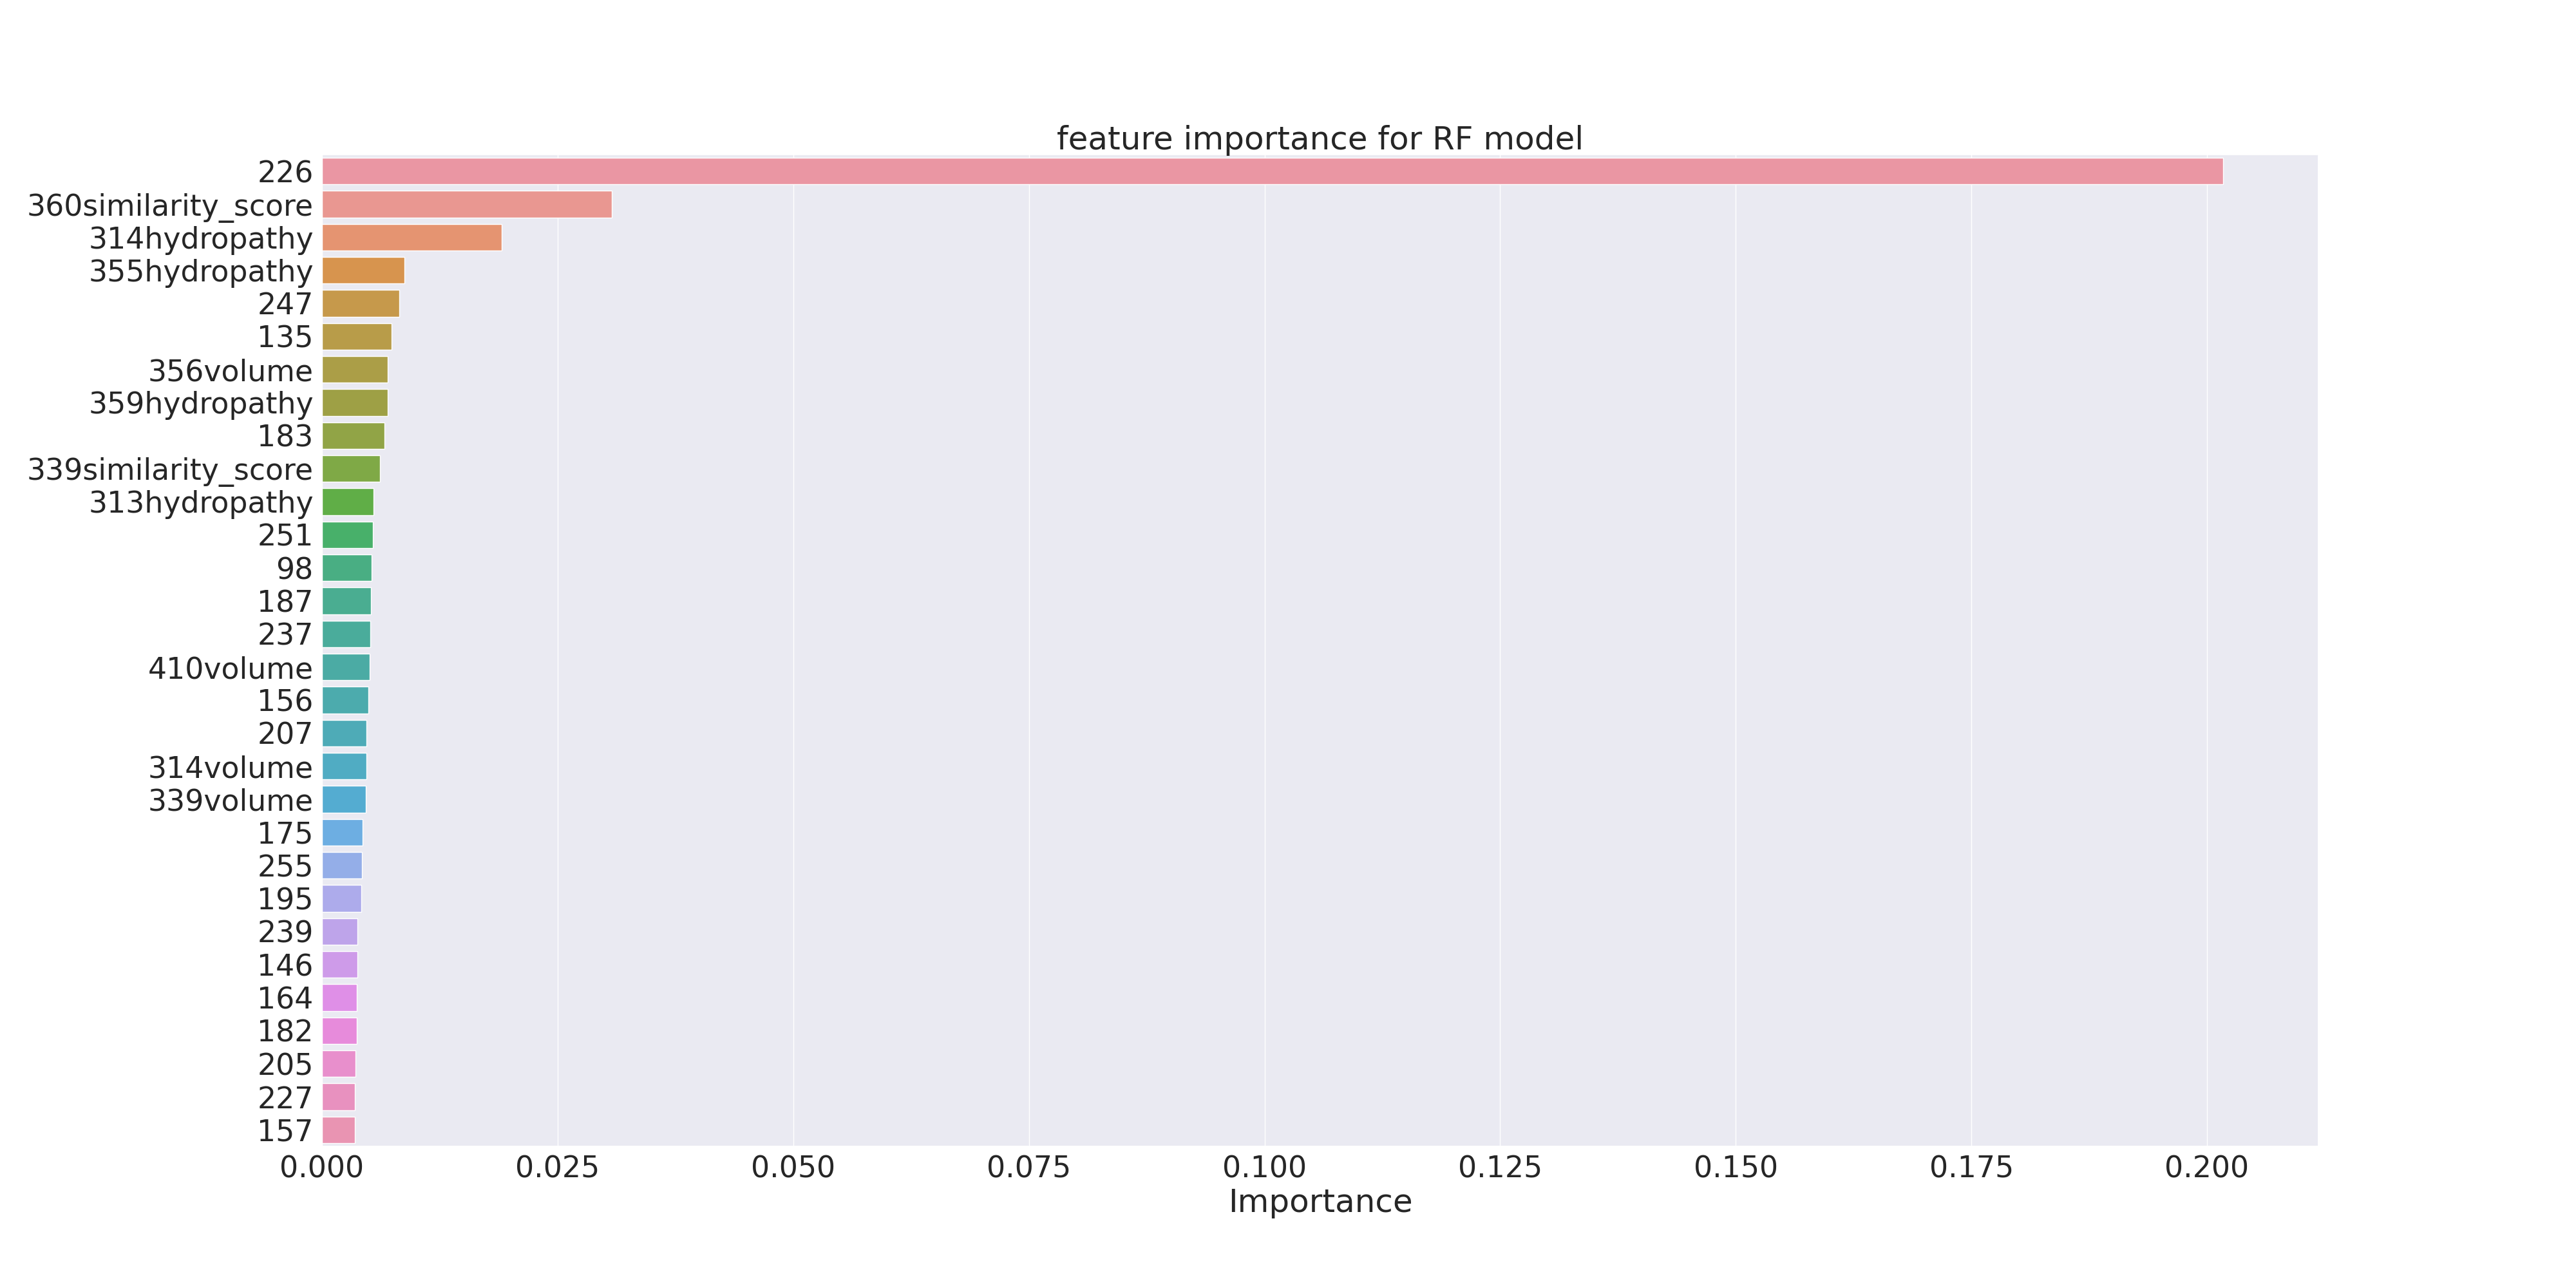 feature importance for RF model
226
360similarity_score
314hydropathy
355hydropathy
247
135
356volume
359hydropathy
183
339similarity_score
313hydropathy
251
98
187
237
410volume
156
207
314volume
339volume
175
255
195
239
146
164
182
205
227
157
0.000 0.025 0.050 0.075 0.100 0.125 0.150 0.175 0.200
Importance